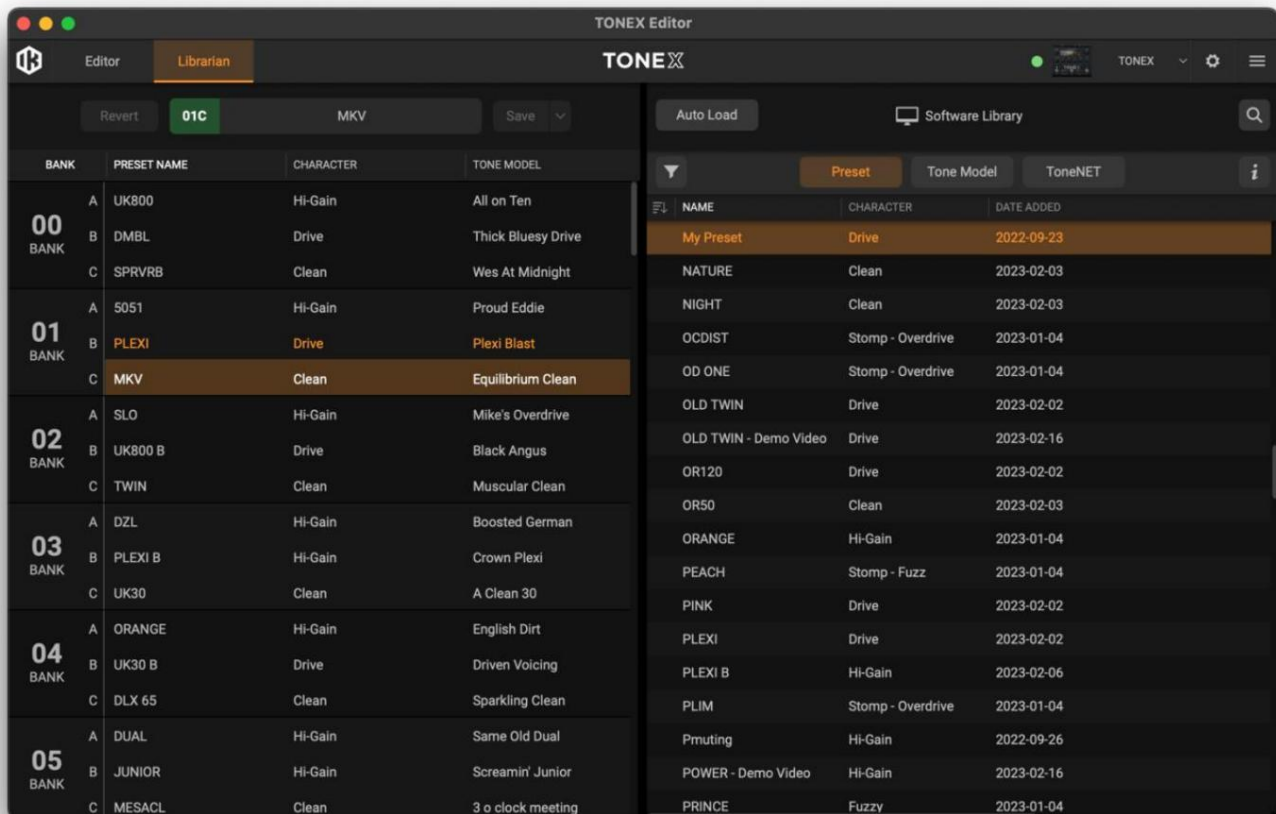 TONEX Editor
Editor Librarian TONEX TONEX
Revert 01C MKV Save Auto Load Software Library
Preset Tone Model ToneNET i
BANK PRESET NAME CHARACTER TONE MODEL
00 BANK
A UK800 Hi-Gain All on Ten
B DMBL Drive Thick Bluesy Drive
C SPRVRB Clean Wes At Midnight
01 BANK
A 5051 Hi-Gain Proud Eddie
B PLEXI Drive Plexi Blast
C MKV Clean Equilibrium Clean
02 BANK
A SLO Hi-Gain Mike's Overdrive
B UK800 B Drive Black Angus
C TWIN Clean Muscular Clean
03 BANK
A DZL Hi-Gain Boosted German
B PLEXI B Hi-Gain Crown Plexi
C UK30 Clean A Clean 30
04 BANK
A ORANGE Hi-Gain English Dirt
B UK30 B Drive Driven Voicing
C DLX 65 Clean Sparkling Clean
05 BANK
A DUAL Hi-Gain Same Old Dual
B JUNIOR Hi-Gain Screamin' Junior
C MESACL Clean 3 o clock meeting
NAME CHARACTER DATE ADDED
My Preset Drive 2022-09-23
NATURE Clean 2023-02-03
NIGHT Clean 2023-02-03
OCDIST Stomp - Overdrive 2023-01-04
OD ONE Stomp - Overdrive 2023-01-04
OLD TWIN Drive 2023-02-02
OLD TWIN - Demo Video Drive 2023-02-16
OR120 Drive 2023-02-02
OR50 Clean 2023-02-03
ORANGE Hi-Gain 2023-01-04
PEACH Stomp - Fuzz 2023-01-04
PINK Drive 2023-02-02
PLEXI Drive 2023-02-02
PLEXI B Hi-Gain 2023-02-06
PLIM Stomp - Overdrive 2023-01-04
Pmuting Hi-Gain 2022-09-26
POWER - Demo Video Hi-Gain 2023-02-16
PRINCE Fuzzy 2023-01-04